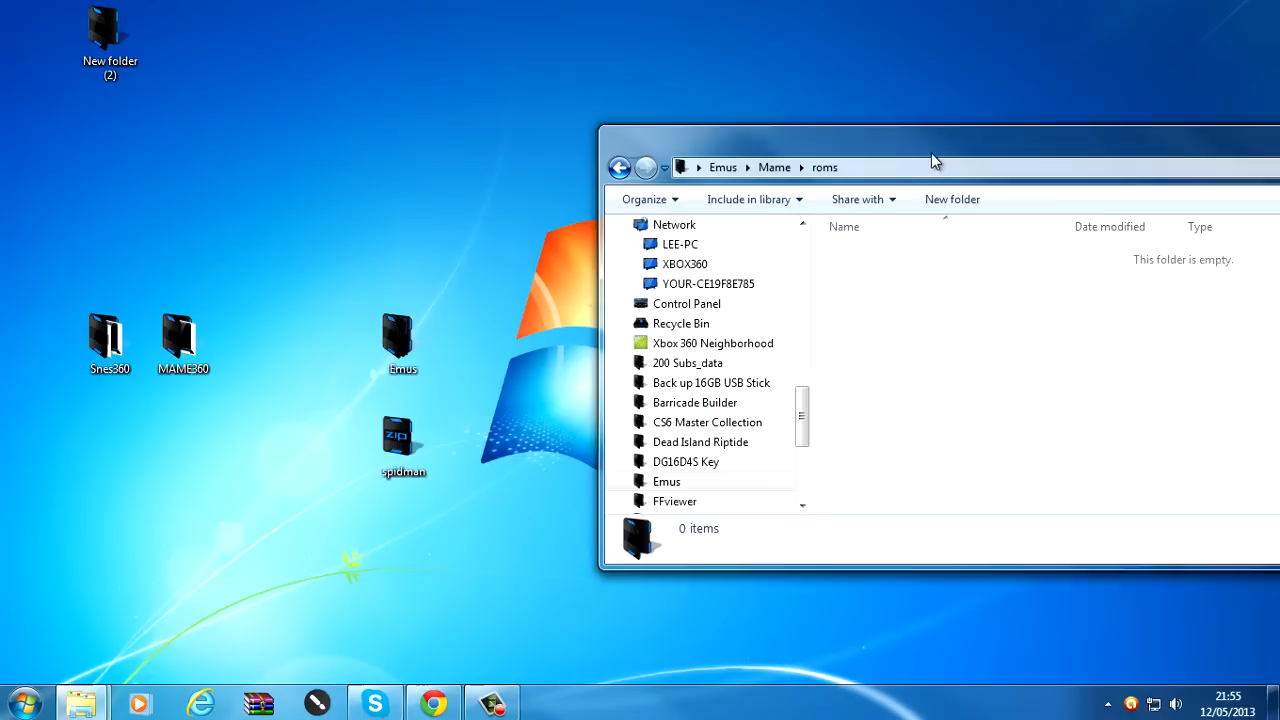 New folder
(2)
Snes360
MAME360
Emus
zip
spidman
Emus
Mame
roms
Organize
Include in library
Share with
New folder
Network
LEE-PC
XBOX360
YOUR-CE19F8E785
Control Panel
Recycle Bin
Xbox 360 Neighborhood
200 Subs_data
Back up 16GB USB Stick
Barricade Builder
CS6 Master Collection
Dead Island Riptide
DG16D4S Key
Emus
FFviewer
Name
Date modified
Type
This folder is empty.
0 items
21:55
12/05/2013